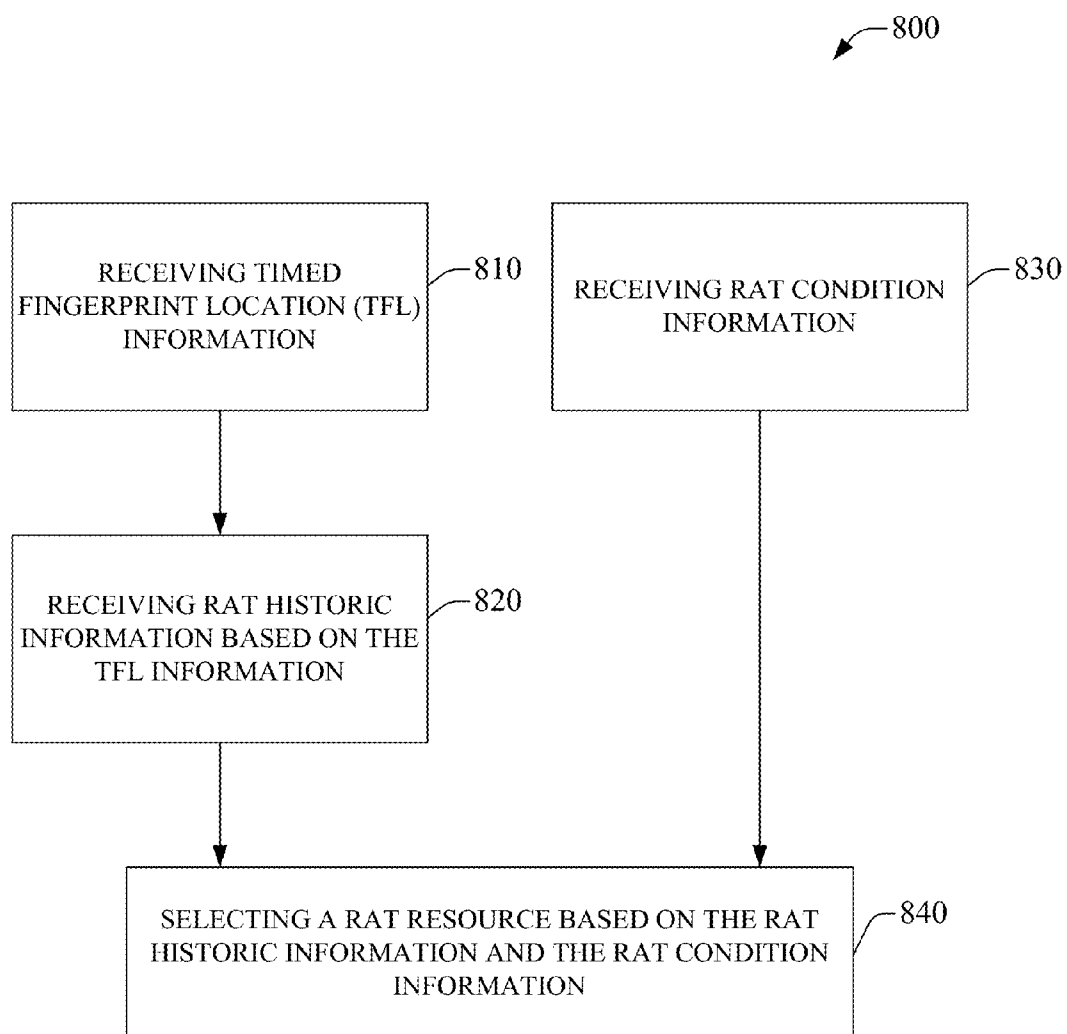 800
RECEIVING TIMED
FINGERPRINT LOCATION (TFL)
INFORMATION
810
RECEIVING RAT CONDITION
INFORMATION
830
RECEIVING RAT HISTORIC
INFORMATION BASED ON THE
TFL INFORMATION
820
SELECTING A RAT RESOURCE BASED ON THE RAT
HISTORIC INFORMATION AND THE RAT CONDITION
INFORMATION
840